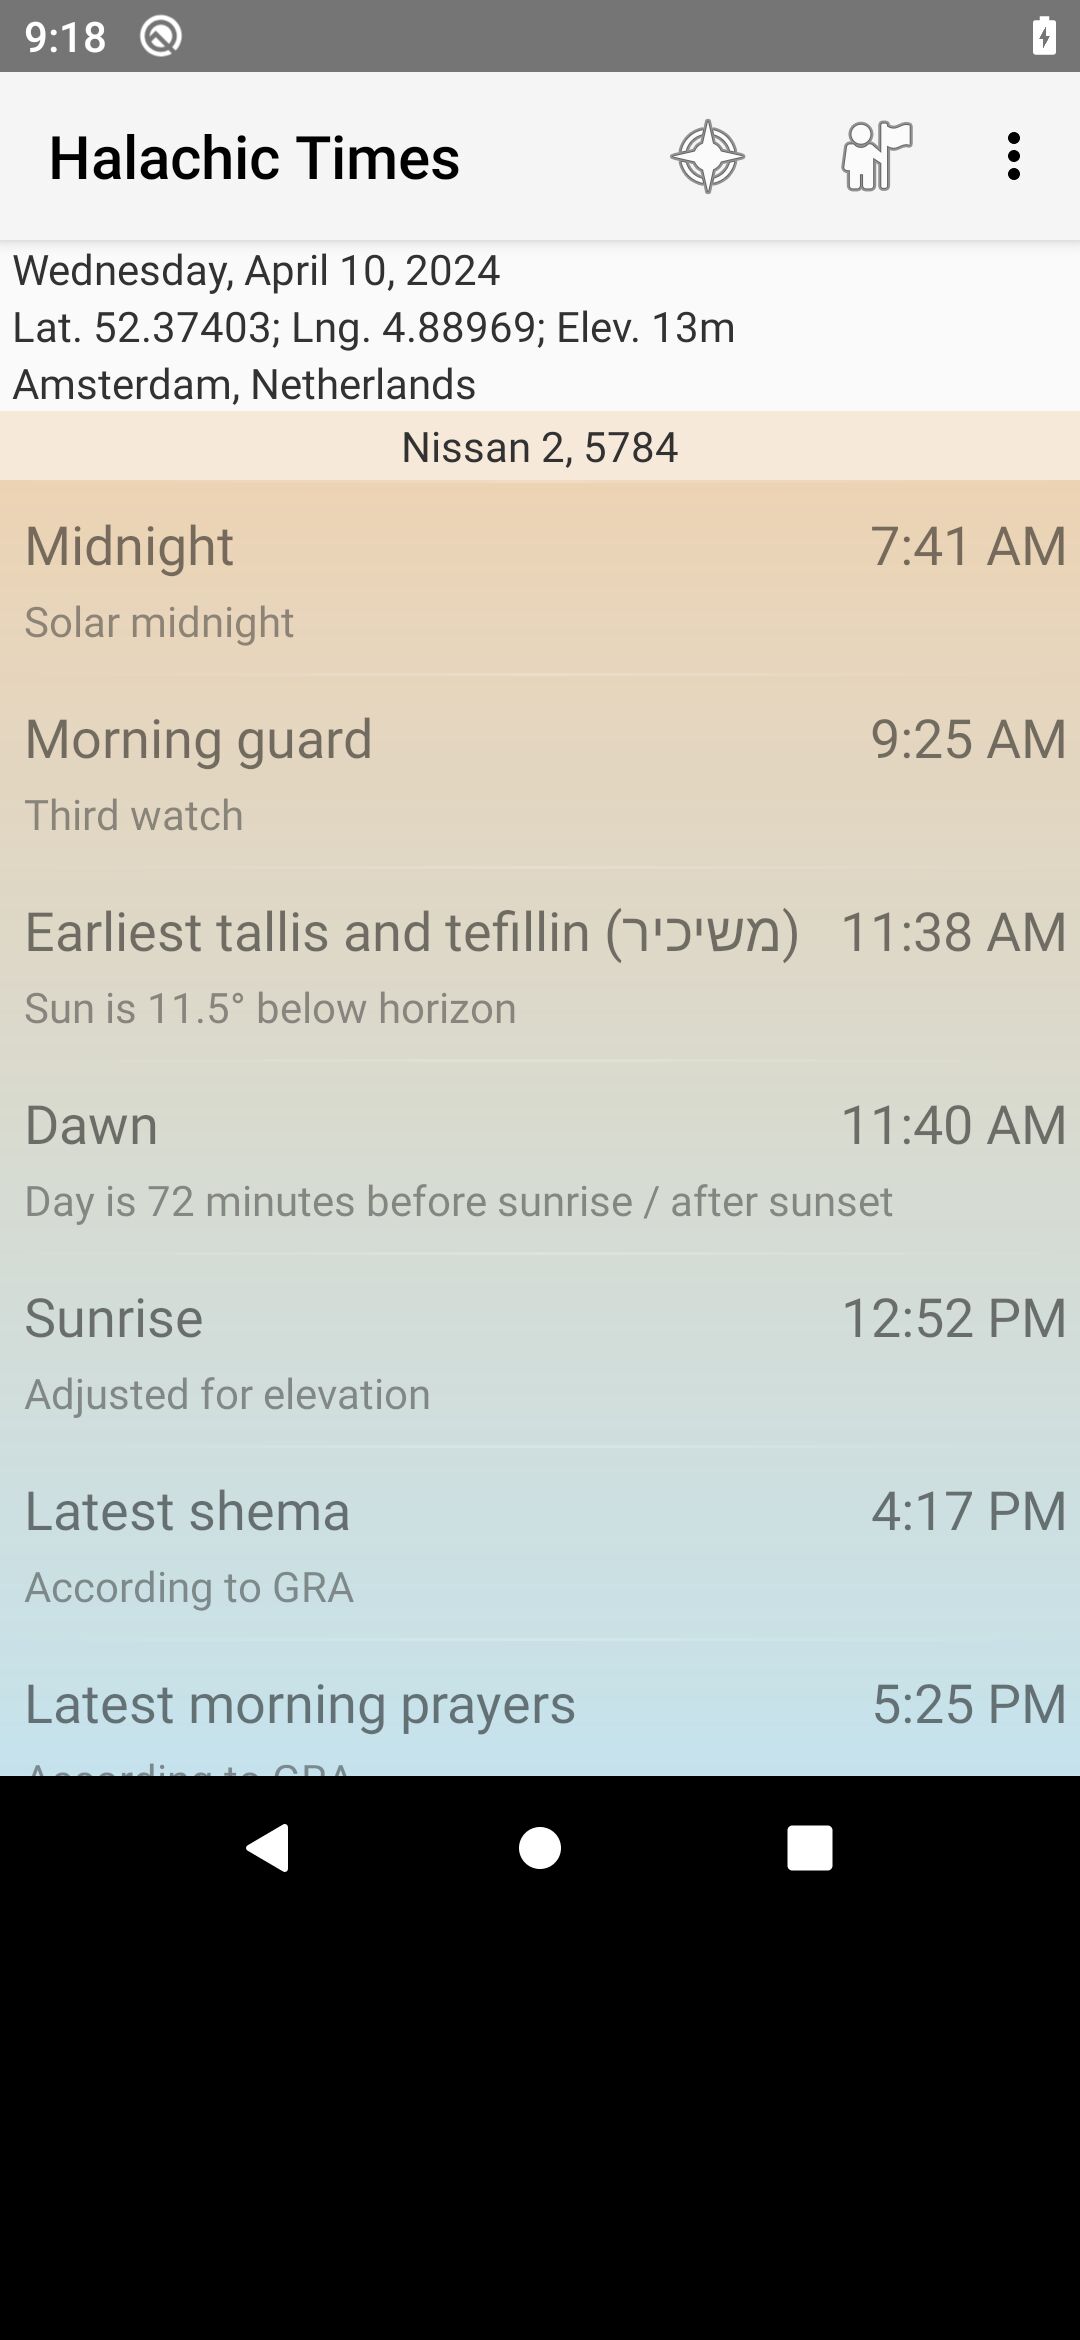 9:18
Halachic Times
Wednesday, April 10, 2024
Lat. 52.37403; Lng. 4.88969; Elev. 13m
Amsterdam, Netherlands
Nissan 2, 5784
Midnight 7:41 AM
Solar midnight
Morning guard 9:25 AM
Third watch
Earliest tallis and tefillin (משיכיר) 11:38 AM
Sun is 11.5° below horizon
Dawn 11:40 AM
Day is 72 minutes before sunrise / after sunset
Sunrise 12:52 PM
Adjusted for elevation
Latest shema 4:17 PM
According to GRA
Latest morning prayers 5:25 PM
According to GRA